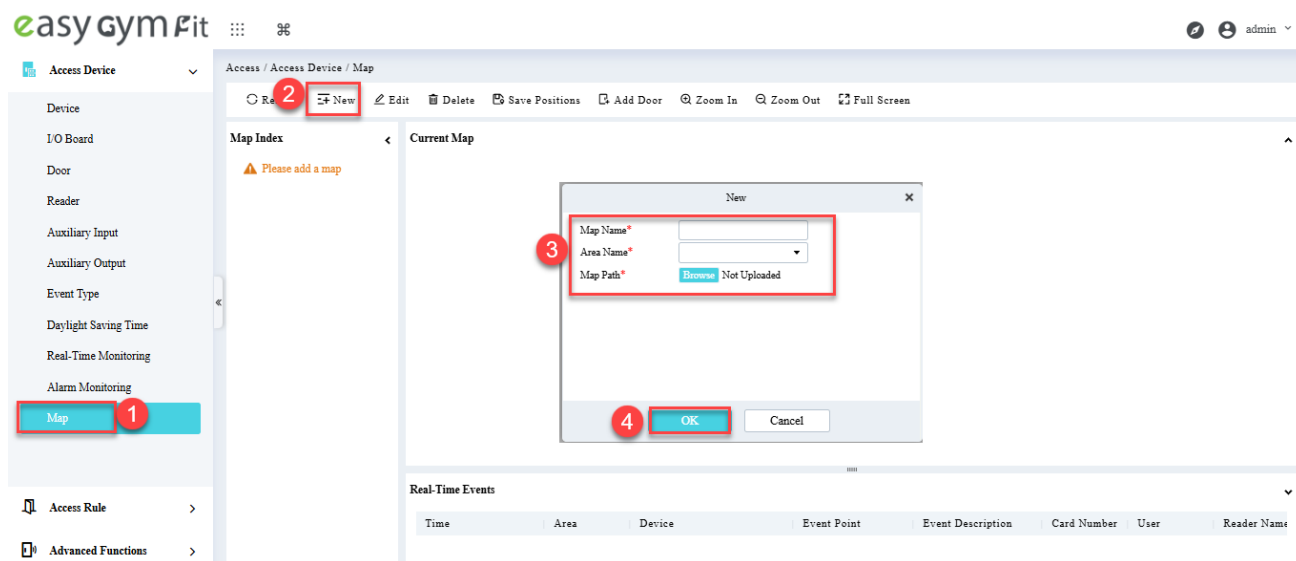 easy Gym Fit
admin
Access Device
Access / Access Device / Map
2
New
Edit
Delete
Save Positions
Add Door
Zoom In
Zoom Out
Full Screen
Device
I/O Board
Door
Reader
Auxiliary Input
Auxiliary Output
Event Type
Daylight Saving Time
Real-Time Monitoring
Alarm Monitoring
Map
1
Map Index
Please add a map
Current Map
New
3
Map Name*
Area Name*
Map Path*
Browse Not Uploaded
4
OK
Cancel
Real-Time Events
Time Area Device Event Point Event Description Card Number User Reader Name
Access Rule
Advanced Functions